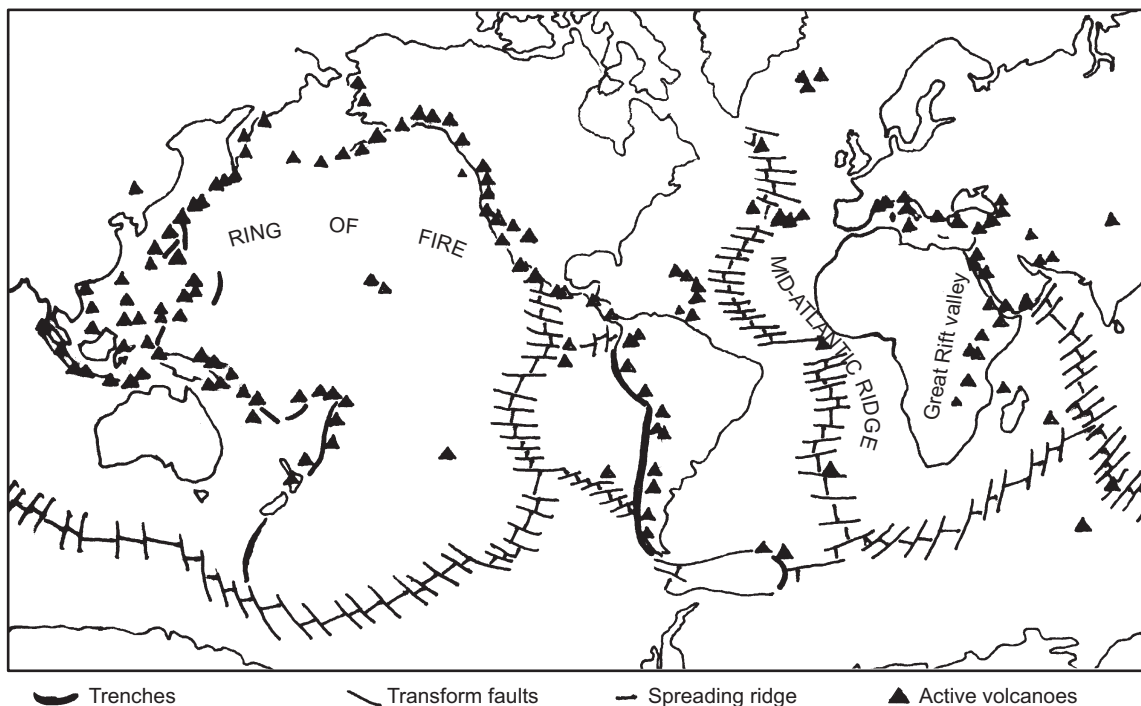 RING OF FIRE
MID-ATLANTIC RIDGE
Great Rift valley
Trenches
Transform faults
Spreading ridge
Active volcanoes